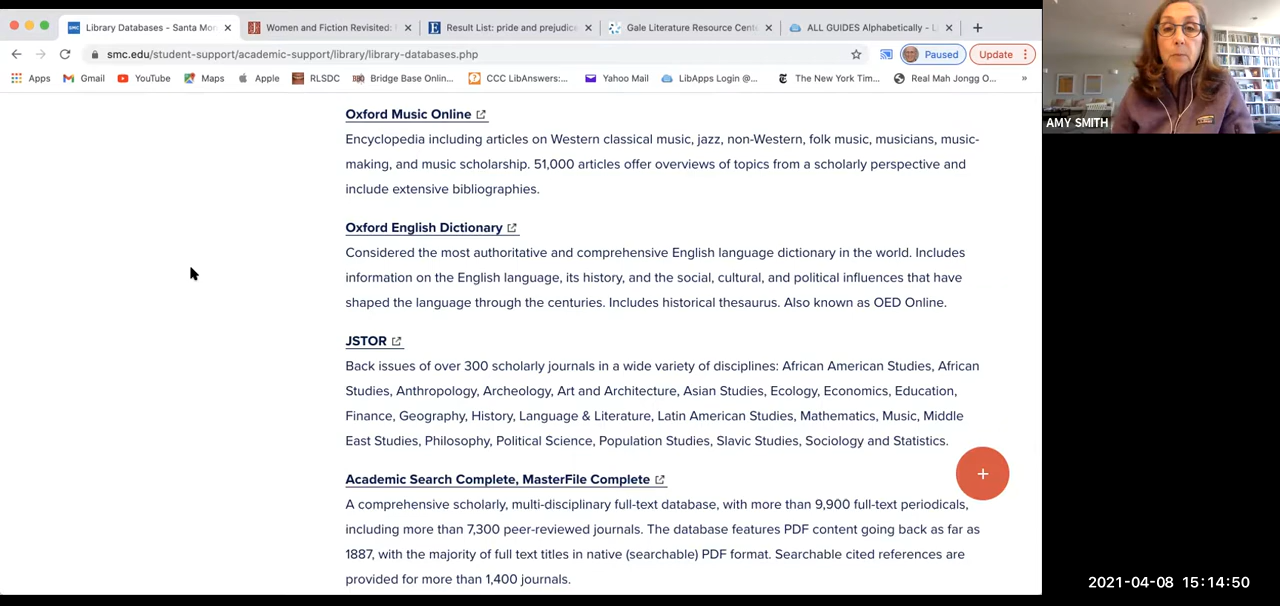 Library Databases - Santa Mon
Women and Fiction Revisited:
Result List: pride and prejudice
Gale Literature Resource Cent
ALL GUIDES Alphabetically - L
smc.edu/student-support/academic-support/library/library-databases.php
Paused
Update
Apps
Gmail
YouTube
Maps
Apple
RLSDC
Bridge Base Onlin...
CCC LibAnswers:...
Yahoo Mail
LibApps Login @...
The New York Tim...
Real Mah Jongg O...
»
AMY SMITH
Oxford Music Online
Encyclopedia including articles on Western classical music, jazz, non-Western, folk music, musicians, music-
making, and music scholarship. 51,000 articles offer overviews of topics from a scholarly perspective and
include extensive bibliographies.
Oxford English Dictionary
Considered the most authoritative and comprehensive English language dictionary in the world. Includes
information on the English language, its history, and the social, cultural, and political influences that have
shaped the language through the centuries. Includes historical thesaurus. Also known as OED Online.
JSTOR
Back issues of over 300 scholarly journals in a wide variety of disciplines: African American Studies, African
Studies, Anthropology, Archeology, Art and Architecture, Asian Studies, Ecology, Economics, Education,
Finance, Geography, History, Language & Literature, Latin American Studies, Mathematics, Music, Middle
East Studies, Philosophy, Political Science, Population Studies, Slavic Studies, Sociology and Statistics.
Academic Search Complete, MasterFile Complete
A comprehensive scholarly, multi-disciplinary full-text database, with more than 9,900 full-text periodicals,
including more than 7,300 peer-reviewed journals. The database features PDF content going back as far as
1887, with the majority of full text titles in native (searchable) PDF format. Searchable cited references are
provided for more than 1,400 journals.
2021-04-08 15:14:50